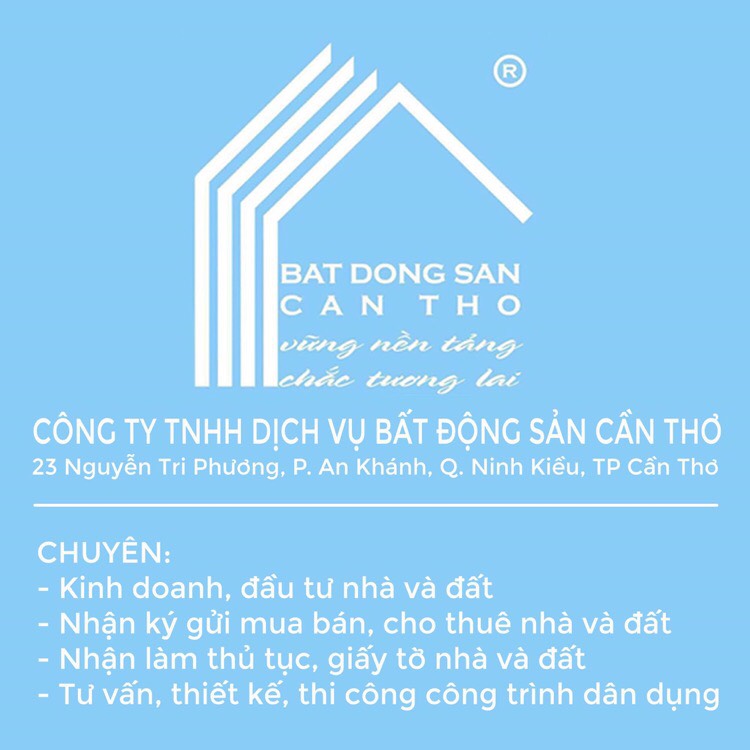 ®
BAT DONG SAN
CAN THO
vững nền tảng
chắc tương lai
CÔNG TY TNHH DỊCH VỤ BẤT ĐỘNG SẢN CẦN THƠ
23 Nguyễn Tri Phương, P. An Khánh, Q. Ninh Kiều, TP Cần Thơ
CHUYÊN:
- Kinh doanh, đầu tư nhà và đất
- Nhận ký gửi mua bán, cho thuê nhà và đất
- Nhận làm thủ tục, giấy tờ nhà và đất
- Tư vấn, thiết kế, thi công công trình dân dụng